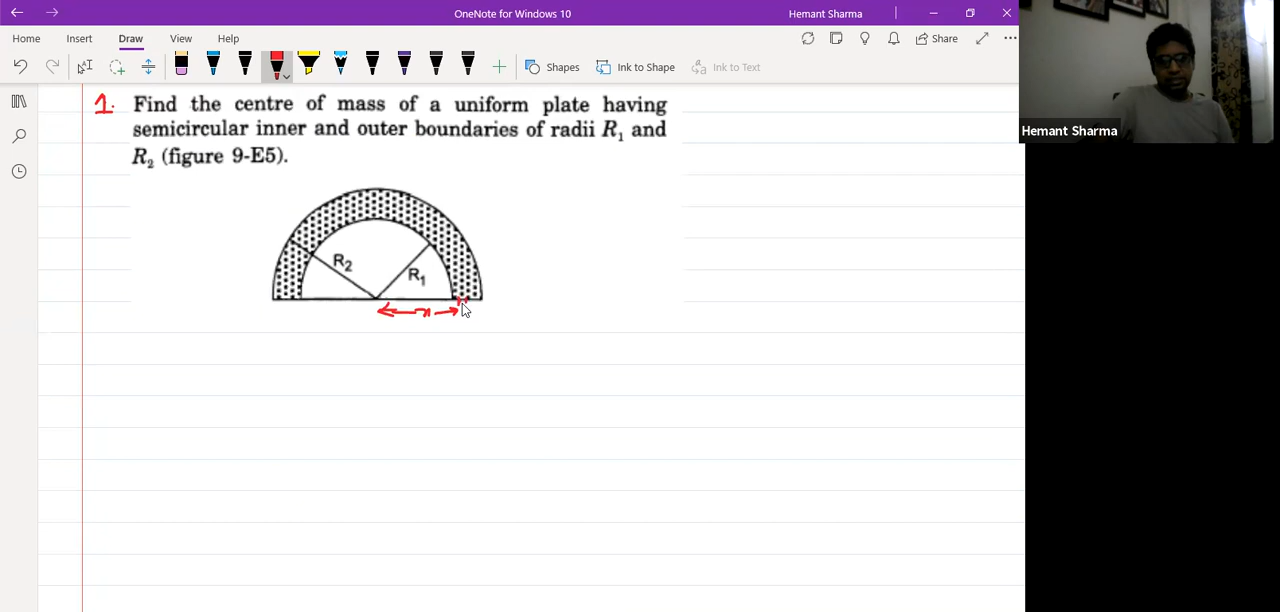 OneNote for Windows 10
Hemant Sharma
Home
Insert
Draw
View
Help
Share
Shapes
Ink to Shape
Ink to Text
Hemant Sharma
1. Find the centre of mass of a uniform plate having
semicircular inner and outer boundaries of radii R₁ and
R₂ (figure 9-E5).
R₂
R₁